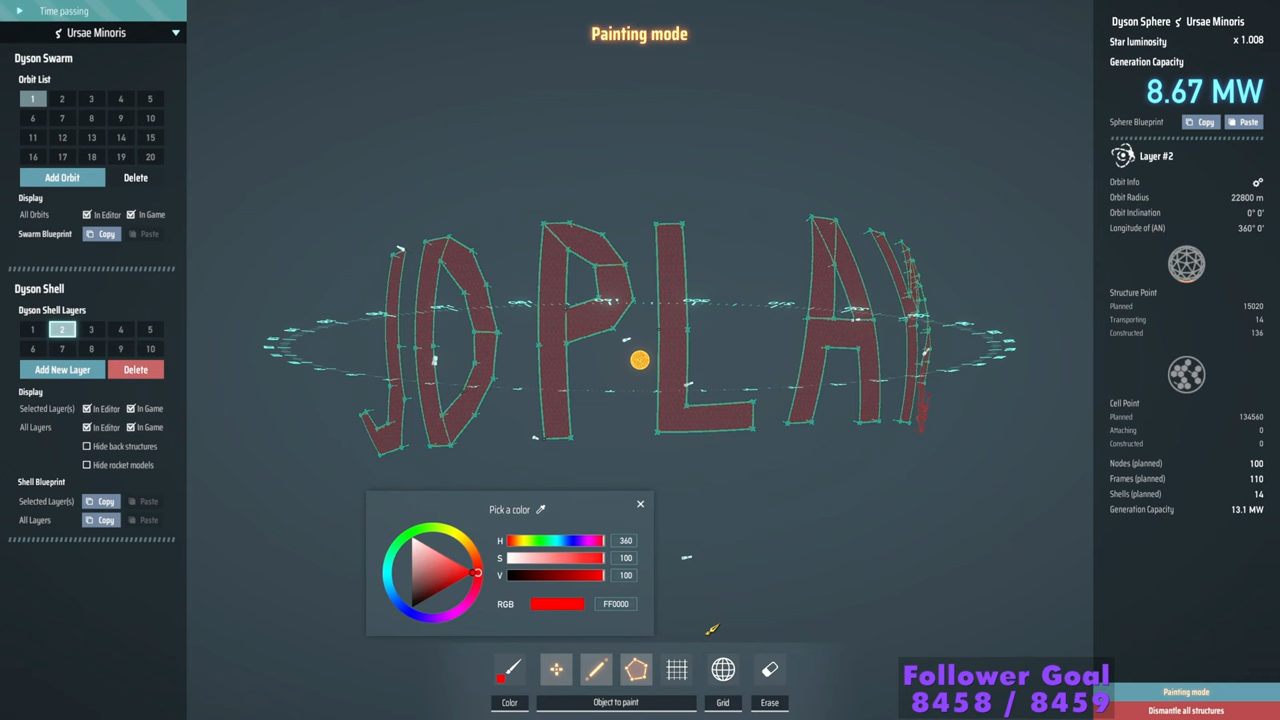 Time passing
Ursae Minoris
Dyson Swarm
Orbit List
1 2 3 4 5
6 7 8 9 10
11 12 13 14 15
16 17 18 19 20
Add Orbit Delete
Display
All Orbits In Editor In Game
Swarm Blueprint Copy Paste
Dyson Shell
Dyson Shell Layers
1 2 3 4 5
6 7 8 9 10
Add New Layer Delete
Display
Selected Layer(s) In Editor In Game
All Layers In Editor In Game
Hide back structures
Hide rocket models
Shell Blueprint
Selected Layer(s) Copy Paste
All Layers Copy Paste
Painting mode
JDPLAY
Pick a color
H 360
S 100
V 100
RGB FF0000
Color Object to paint Grid Erase
Dyson Sphere Ursae Minoris
Star luminosity x 1.008
Generation Capacity
8.67 MW
Sphere Blueprint Copy Paste
Layer #2
Orbit Info
Orbit Radius 22800 m
Orbit Inclination 0° 0'
Longitude of (AN) 360° 0'
Structure Point
Planned 15020
Transporting 14
Constructed 136
Cell Point
Planned 134560
Attaching 0
Constructed 0
Nodes (planned) 100
Frames (planned) 110
Shells (planned) 14
Generation Capacity 13.1 MW
Follower Goal
8458 / 8459
Painting mode
Dismantle all structures